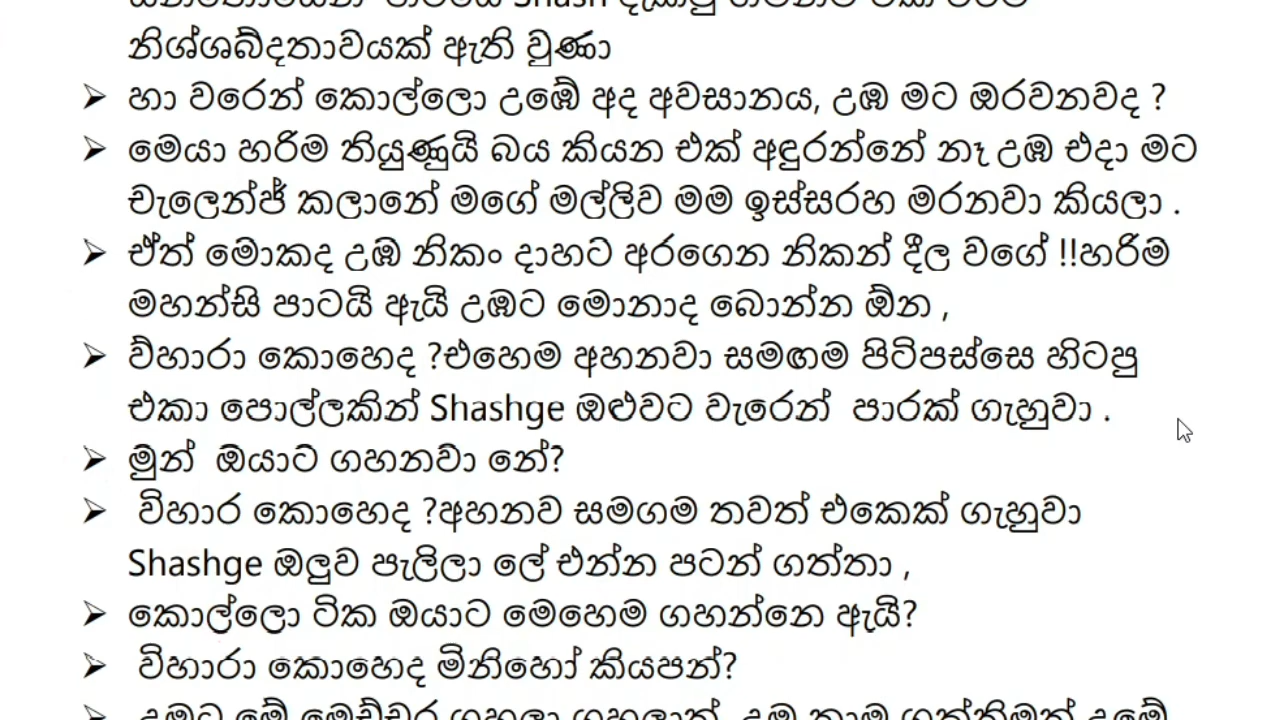 නිශ්ශබ්දතාවයක් ඇති වුණා
➢ හා වරෙන් කොල්ලො උඹේ අද අවසානය, උඹ මට ඔරවනවද ?
➢ මෙයා හරිම තියුණුයි බය කියන එක් අඳුරන්නේ නෑ උඹ එදා මට
චැලෙන්ජ් කලානේ මගේ මල්ලිව මම ඉස්සරහ මරනවා කියලා .
➢ ඒත් මොකද උඹ නිකං දාහට අරගෙන නිකන් දීල වගේ !!හරිම
මහන්සි පාටයි ඇයි උඹට මොනාද බොන්න ඕන ,
➢ ව්හාරා කොහෙද ?එහෙම අහනවා සමඟම පිටිපස්සෙ හිටපු
එකා පොල්ලකින් Shashge ඔළුවට වැරෙන් පාරක් ගැහුවා .
➢ මුන් ඔයාට ගහනවා නේ?
➢ විහාර කොහෙද ?අහනව සමගම තවත් එකෙක් ගැහුවා
Shashge ඔලුව පැලිලා ලේ එන්න පටන් ගත්තා ,
➢ කොල්ලො ටික ඔයාට මෙහෙම ගහන්නෙ ඇයි?
➢ විහාරා කොහෙද මිනිහෝ කියපන්?